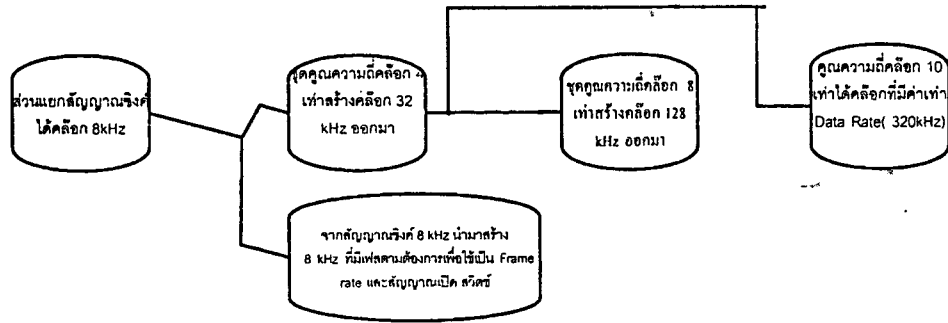 ส่วนแยกสัญญาณซิงค์
ได้คล๊อก 8kHz
ชุดคูณความถี่คล๊อก 4
เท่าสร้างคล๊อก 32
kHz ออกมา
ชุดคูณความถี่คล๊อก 8
เท่าสร้างคล๊อก 128
kHz ออกมา
คูณความถี่คล๊อก 10
เท่าได้คล๊อกที่มีค่าเท่า
Data Rate( 320kHz)
จากสัญญาณซิงค์ 8 kHz นำมาสร้าง
8 kHz ที่มีเฟสตามต้องการเพื่อใช้เป็น Frame
rate และสัญญาณเปิด สวิตช์